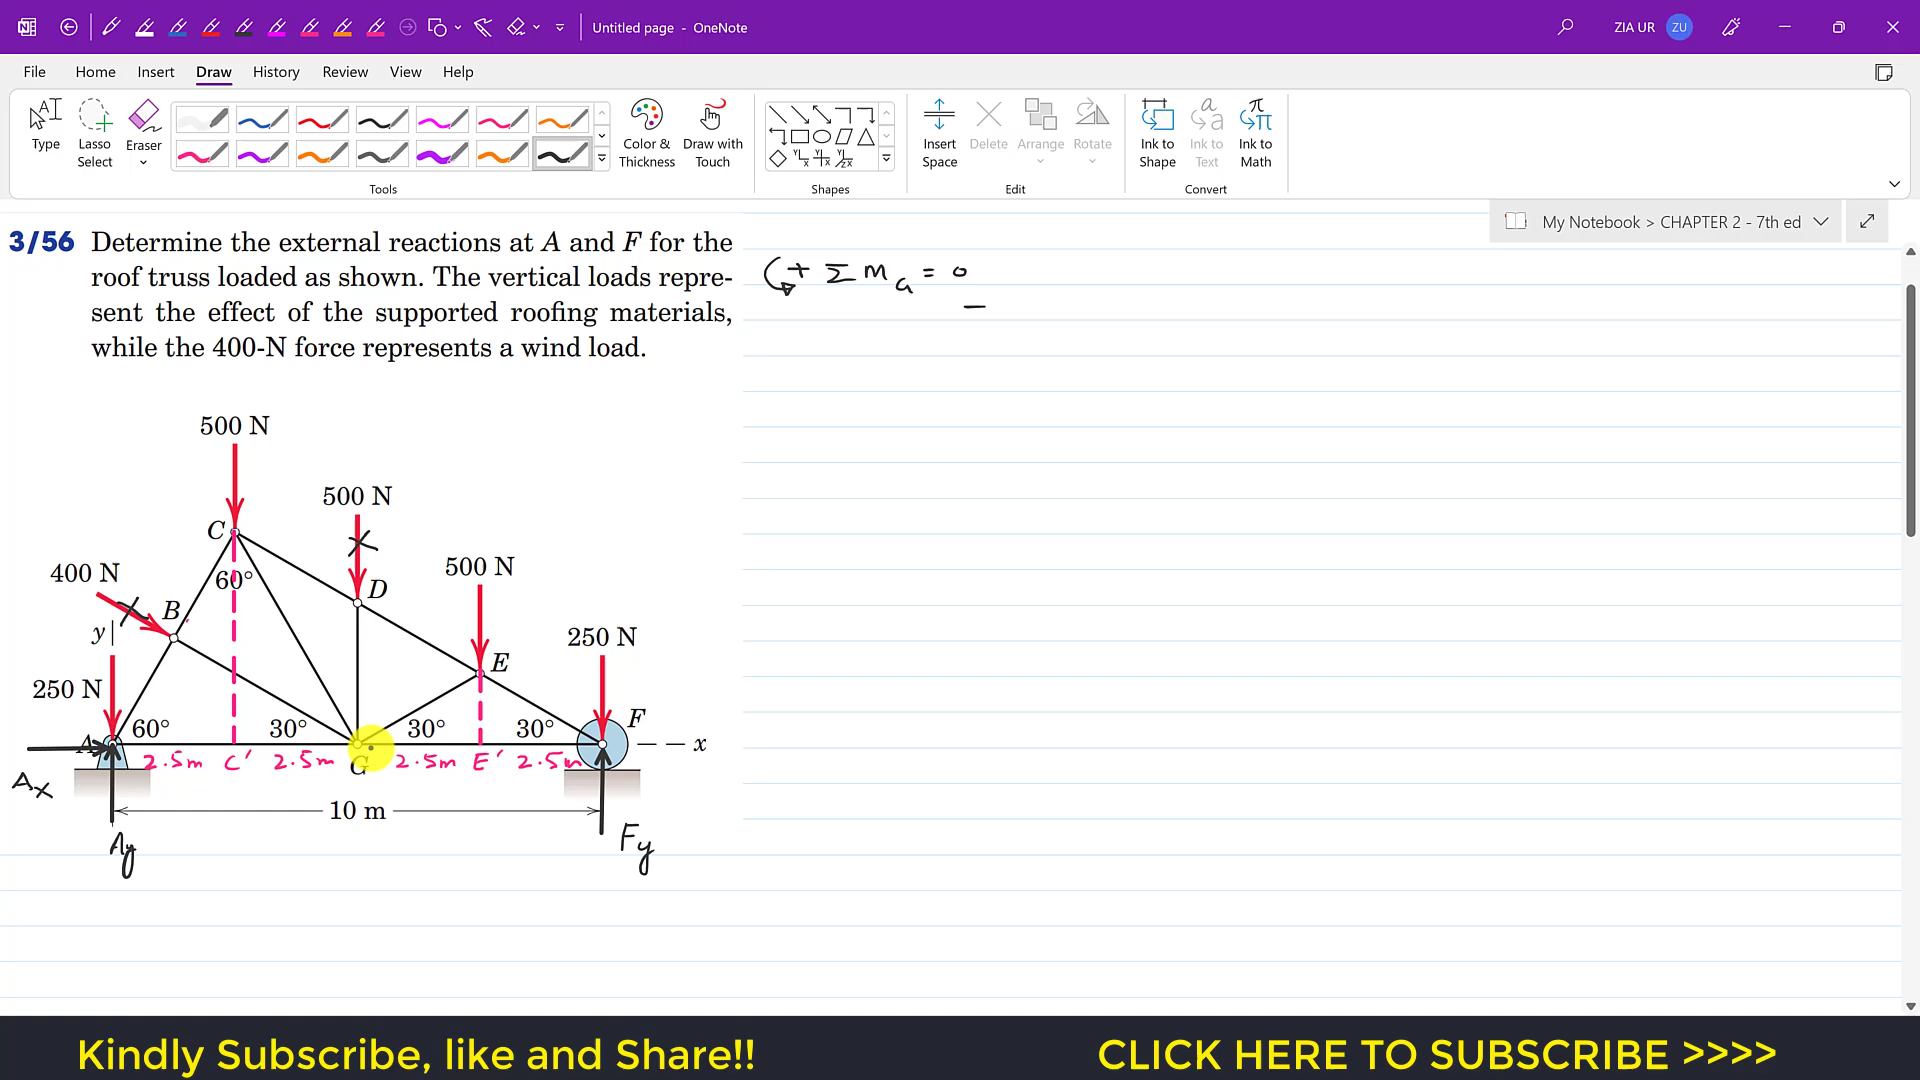 Untitled page - OneNote
ZIA UR ZU
File Home Insert Draw History Review View Help
Type
Lasso Select
Eraser
Color & Thickness
Draw with Touch
Insert Space
Delete
Arrange
Rotate
Ink to Shape
Ink to Text
Ink to Math
Tools Shapes Edit Convert
My Notebook > CHAPTER 2 - 7th ed
3/56 Determine the external reactions at A and F for the
roof truss loaded as shown. The vertical loads repre-
sent the effect of the supported roofing materials,
while the 400-N force represents a wind load.
+ Σ M G = 0
500 N
500 N
C
500 N
400 N
60°
D
B
y
250 N
E
250 N
60° 30° 30° 30° F
A x
2.5m C' 2.5m G 2.5m E' 2.5m
Ax
10 m
Ay Fy
Kindly Subscribe, like and Share!!
CLICK HERE TO SUBSCRIBE >>>>